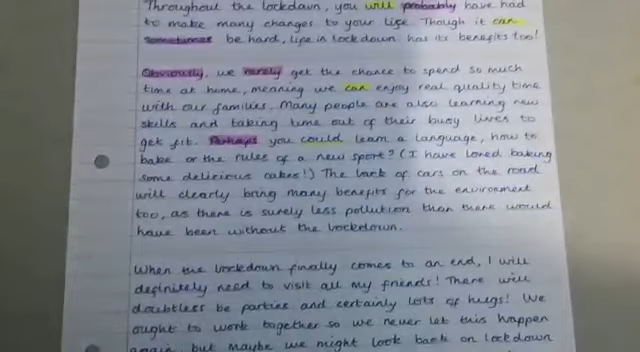 Throughout the lockdown, you will probably have had
to make many changes to your life. Though it can
sometimes be hard, life in lockdown has its benefits too!
Obviously, we rarely get the chance to spend so much
time at home, meaning we can enjoy real quality time
with our families. Many people are also learning new
skills and taking time out of their busy lives to
get fit. Perhaps you could learn a language, how to
bake or the rules of a new sport? (I have loved baking
some delicious cakes!) The lack of cars on the road
will clearly bring many benefits for the environment
too, as there is surely less pollution than there would
have been without the lockdown.
When the lockdown finally comes to an end, I will
definitely need to visit all my friends! There will
doubtless be parties and certainly lots of hugs! We
ought to work together so we never let this happen
again, but maybe we might look back on lockdown